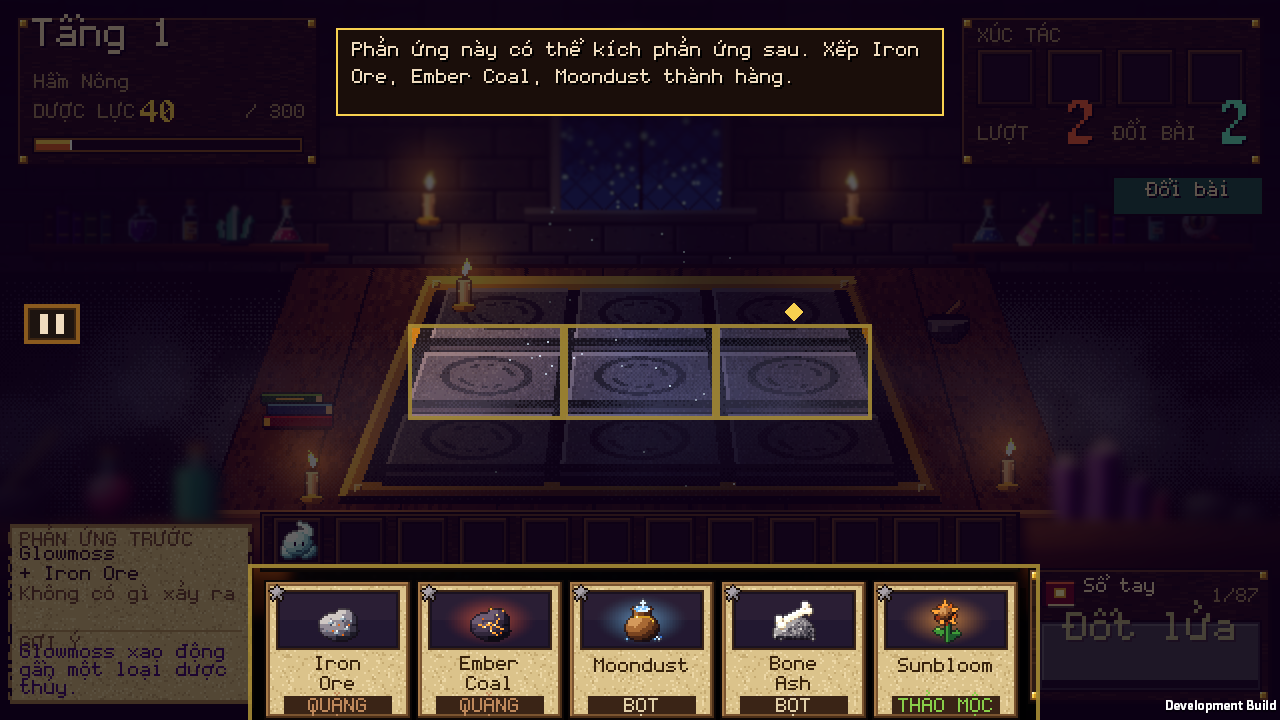 Tầng 1
Hầm Nông
DƯỢC LỰC 40 / 300
Phản ứng này có thể kích phản ứng sau. Xếp Iron
Ore, Ember Coal, Moondust thành hàng.
XÚC TÁC
LƯỢT 2 ĐỔI BÀI 2
Đổi bài
PHẢN ỨNG TRƯỚC
Glowmoss
+ Iron Ore
Không có gì xảy ra
GỢI Ý
Glowmoss xao động
gần một loại dược
thủy.
Iron
Ore
QUẶNG
Ember
Coal
QUẶNG
Moondust
BỘT
Bone
Ash
BỘT
Sunbloom
THẢO MỘC
Sổ tay
1/87
Đốt lửa
Development Build